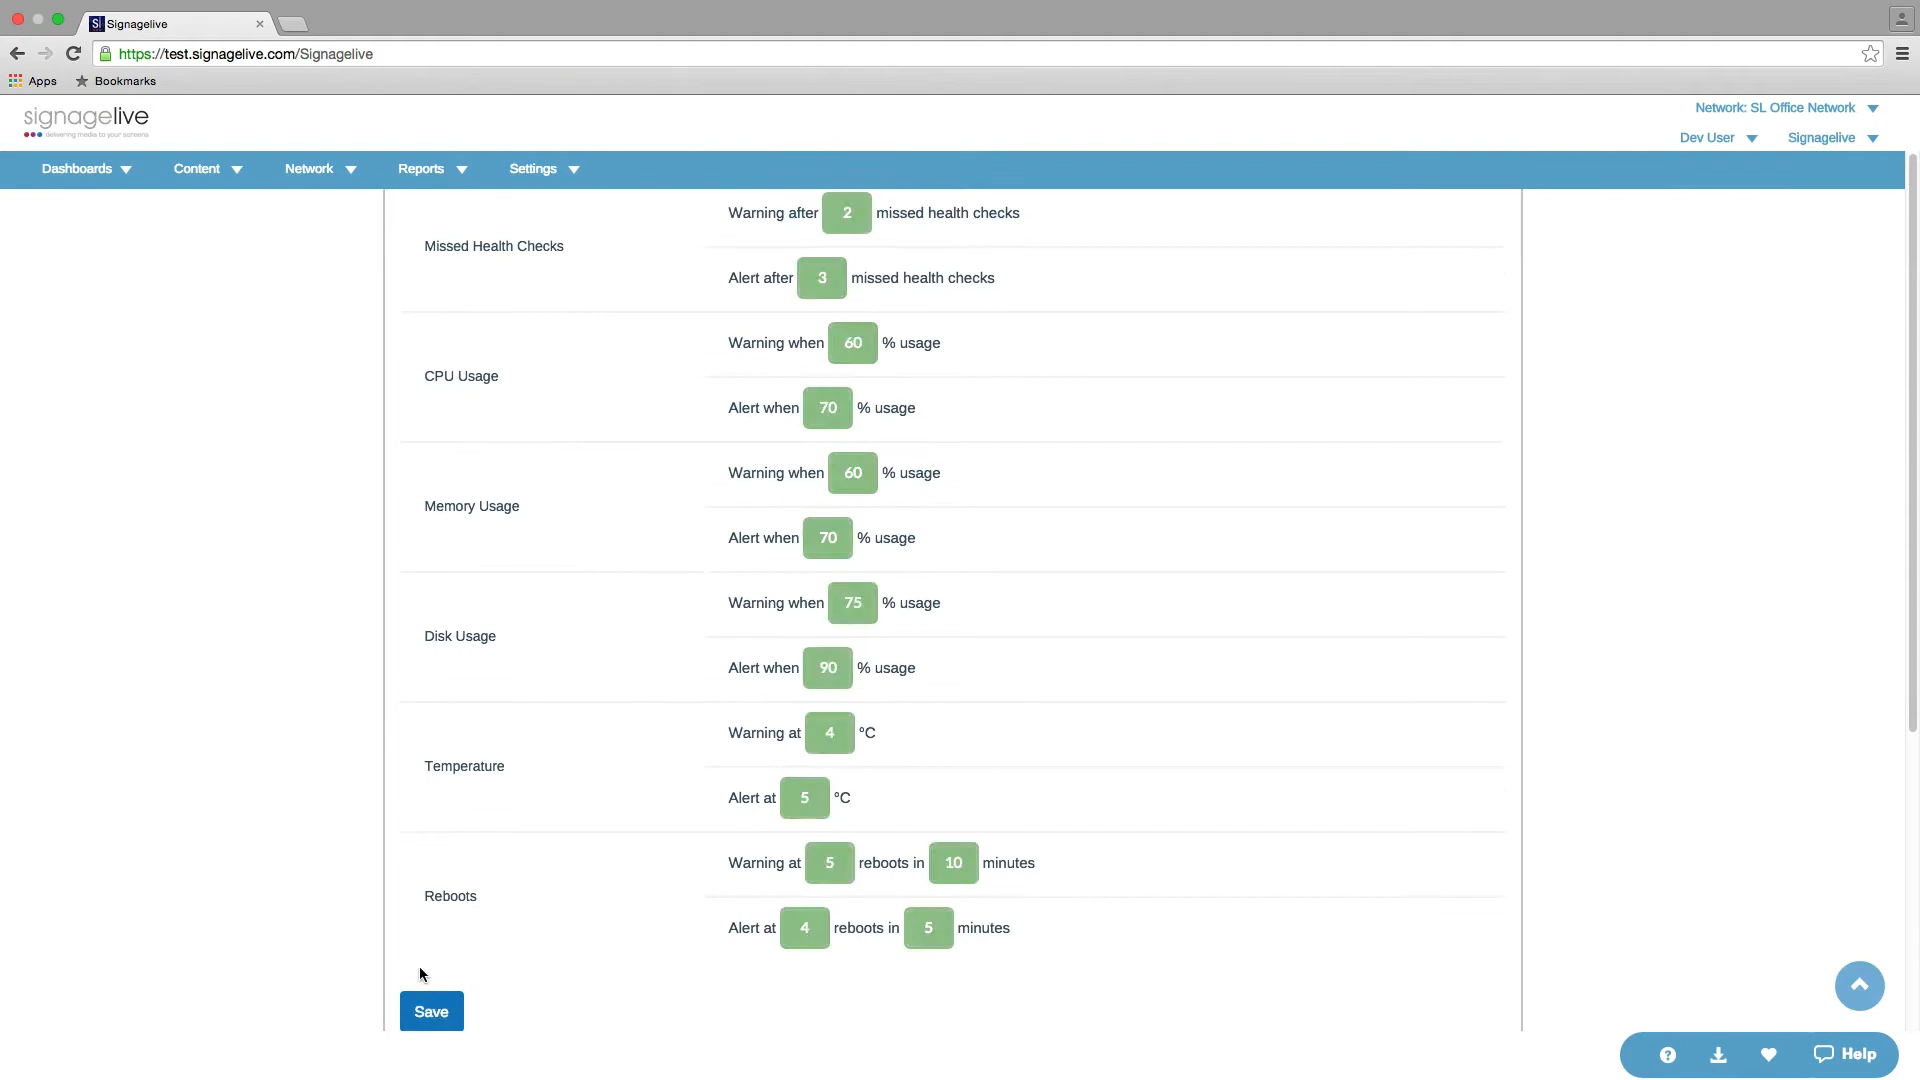 Signagelive
https://test.signagelive.com/Signagelive
Apps Bookmarks
signagelive
delivering media to your screens
Network: SL Office Network
Dev User Signagelive
Dashboards Content Network Reports Settings
Missed Health Checks
Warning after 2 missed health checks
Alert after 3 missed health checks
CPU Usage
Warning when 60 % usage
Alert when 70 % usage
Memory Usage
Warning when 60 % usage
Alert when 70 % usage
Disk Usage
Warning when 75 % usage
Alert when 90 % usage
Temperature
Warning at 4 °C
Alert at 5 °C
Reboots
Warning at 5 reboots in 10 minutes
Alert at 4 reboots in 5 minutes
Save
Help